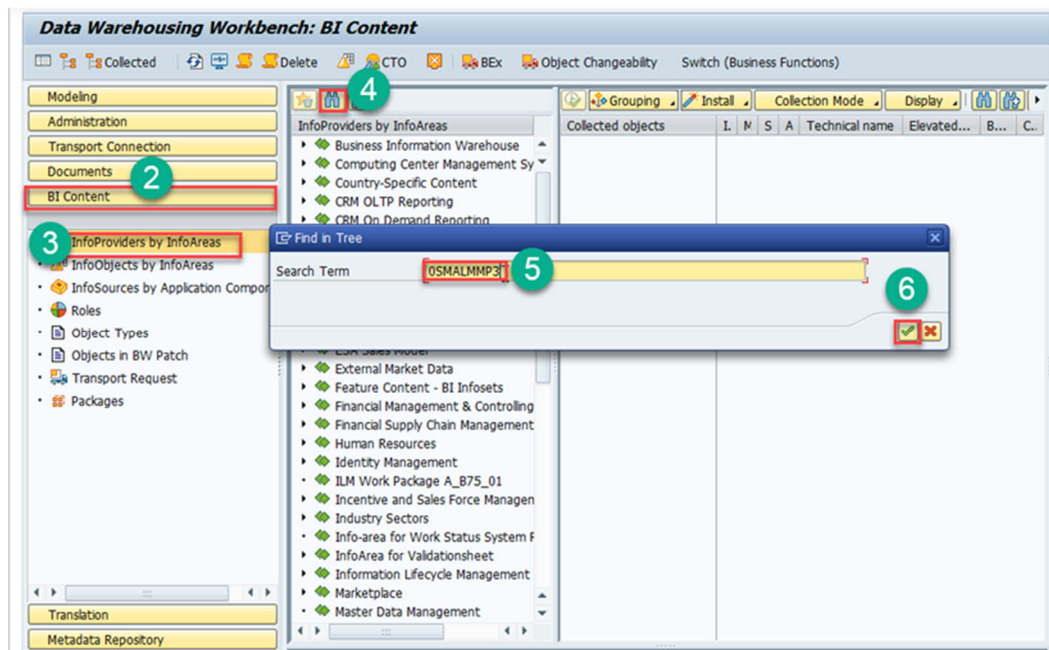 Data Warehousing Workbench: BI Content
Collected Delete CTO BEx Object Changeability Switch (Business Functions)
Modeling
Administration
Transport Connection
Documents
2
BI Content
3
InfoProviders by InfoAreas
InfoObjects by InfoAreas
InfoSources by Application Compor
Roles
Object Types
Objects in BW Patch
Transport Request
Packages
Translation
Metadata Repository
4
InfoProviders by InfoAreas
Business Information Warehouse
Computing Center Management Sy
Country-Specific Content
CRM OLTP Reporting
CRM On Demand Reporting
Find in Tree
Search Term 0SMALMMP3
5
6
ESA Sales Model
External Market Data
Feature Content - BI Infosets
Financial Management & Controlling
Financial Supply Chain Management
Human Resources
Identity Management
ILM Work Package A_B75_01
Incentive and Sales Force Managen
Industry Sectors
Info-area for Work Status System F
InfoArea for Validationsheet
Information Lifecycle Management
Marketplace
Master Data Management
Grouping Install Collection Mode Display
Collected objects I. M S A Technical name Elevated... B... C..